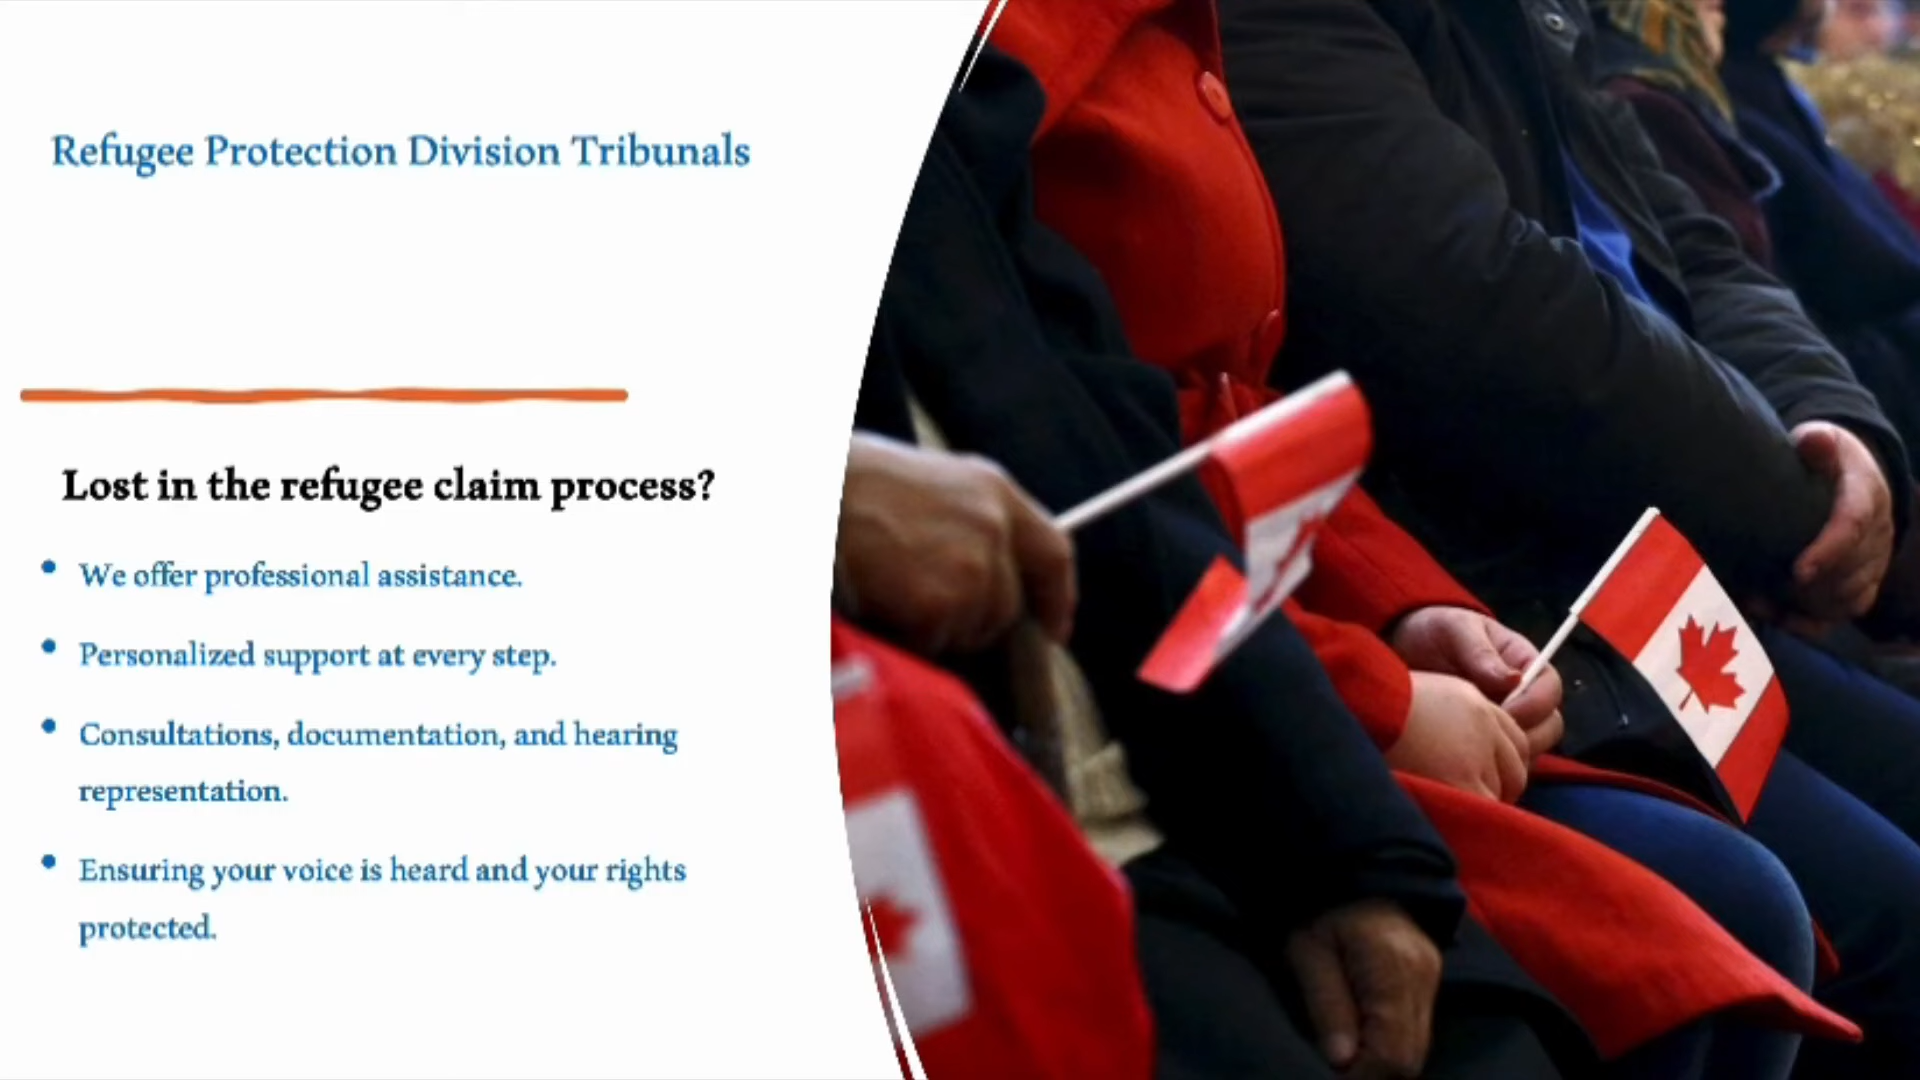 Refugee Protection Division Tribunals
Lost in the refugee claim process?
• We offer professional assistance.
• Personalized support at every step.
• Consultations, documentation, and hearing
representation.
• Ensuring your voice is heard and your rights
protected.